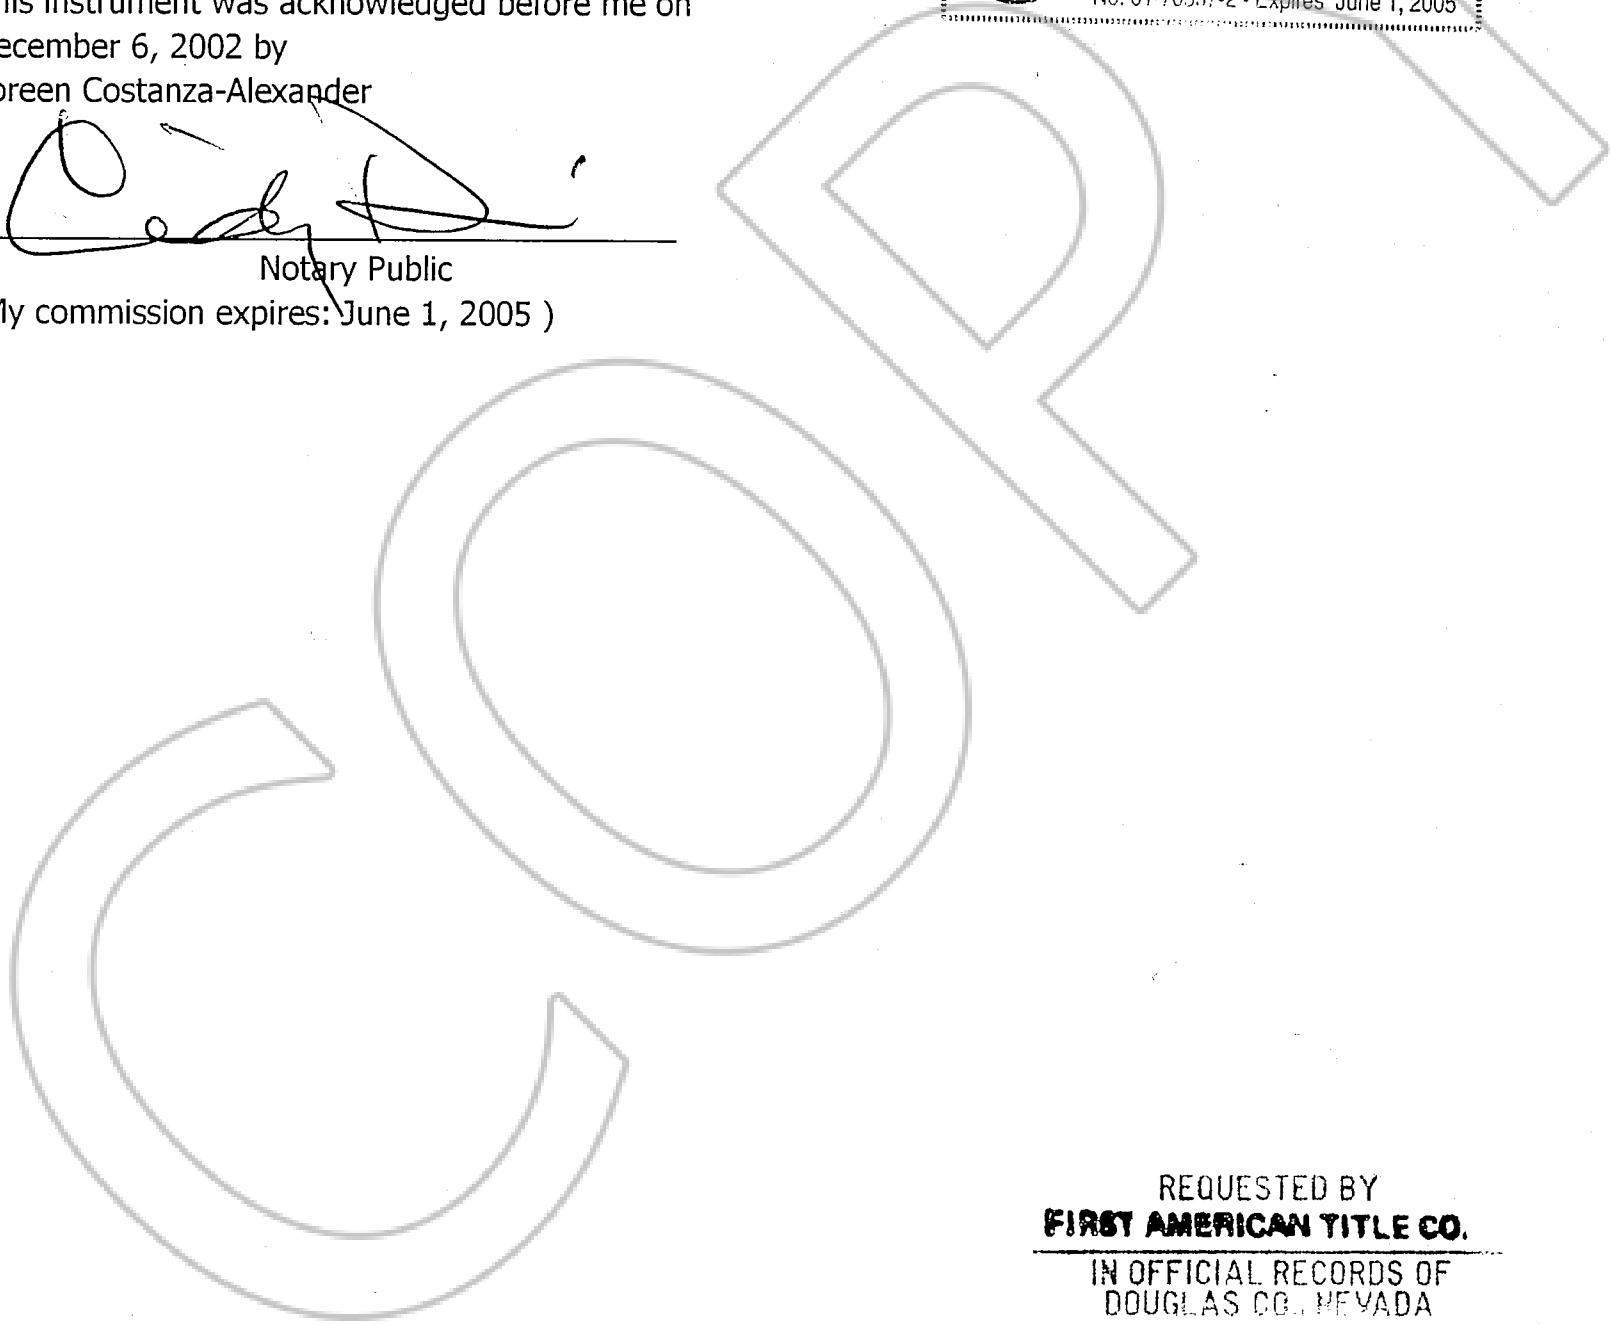 his instrument was acknowledged before me on
ecember 6, 2002 by
oreen Costanza-Alexander
Notary Public
ly commission expires: June 1, 2005 )
Expires June 1, 2005
COPY
REQUESTED BY
FIRST AMERICAN TITLE CO.
IN OFFICIAL RECORDS OF
DOUGLAS CO., NEVADA